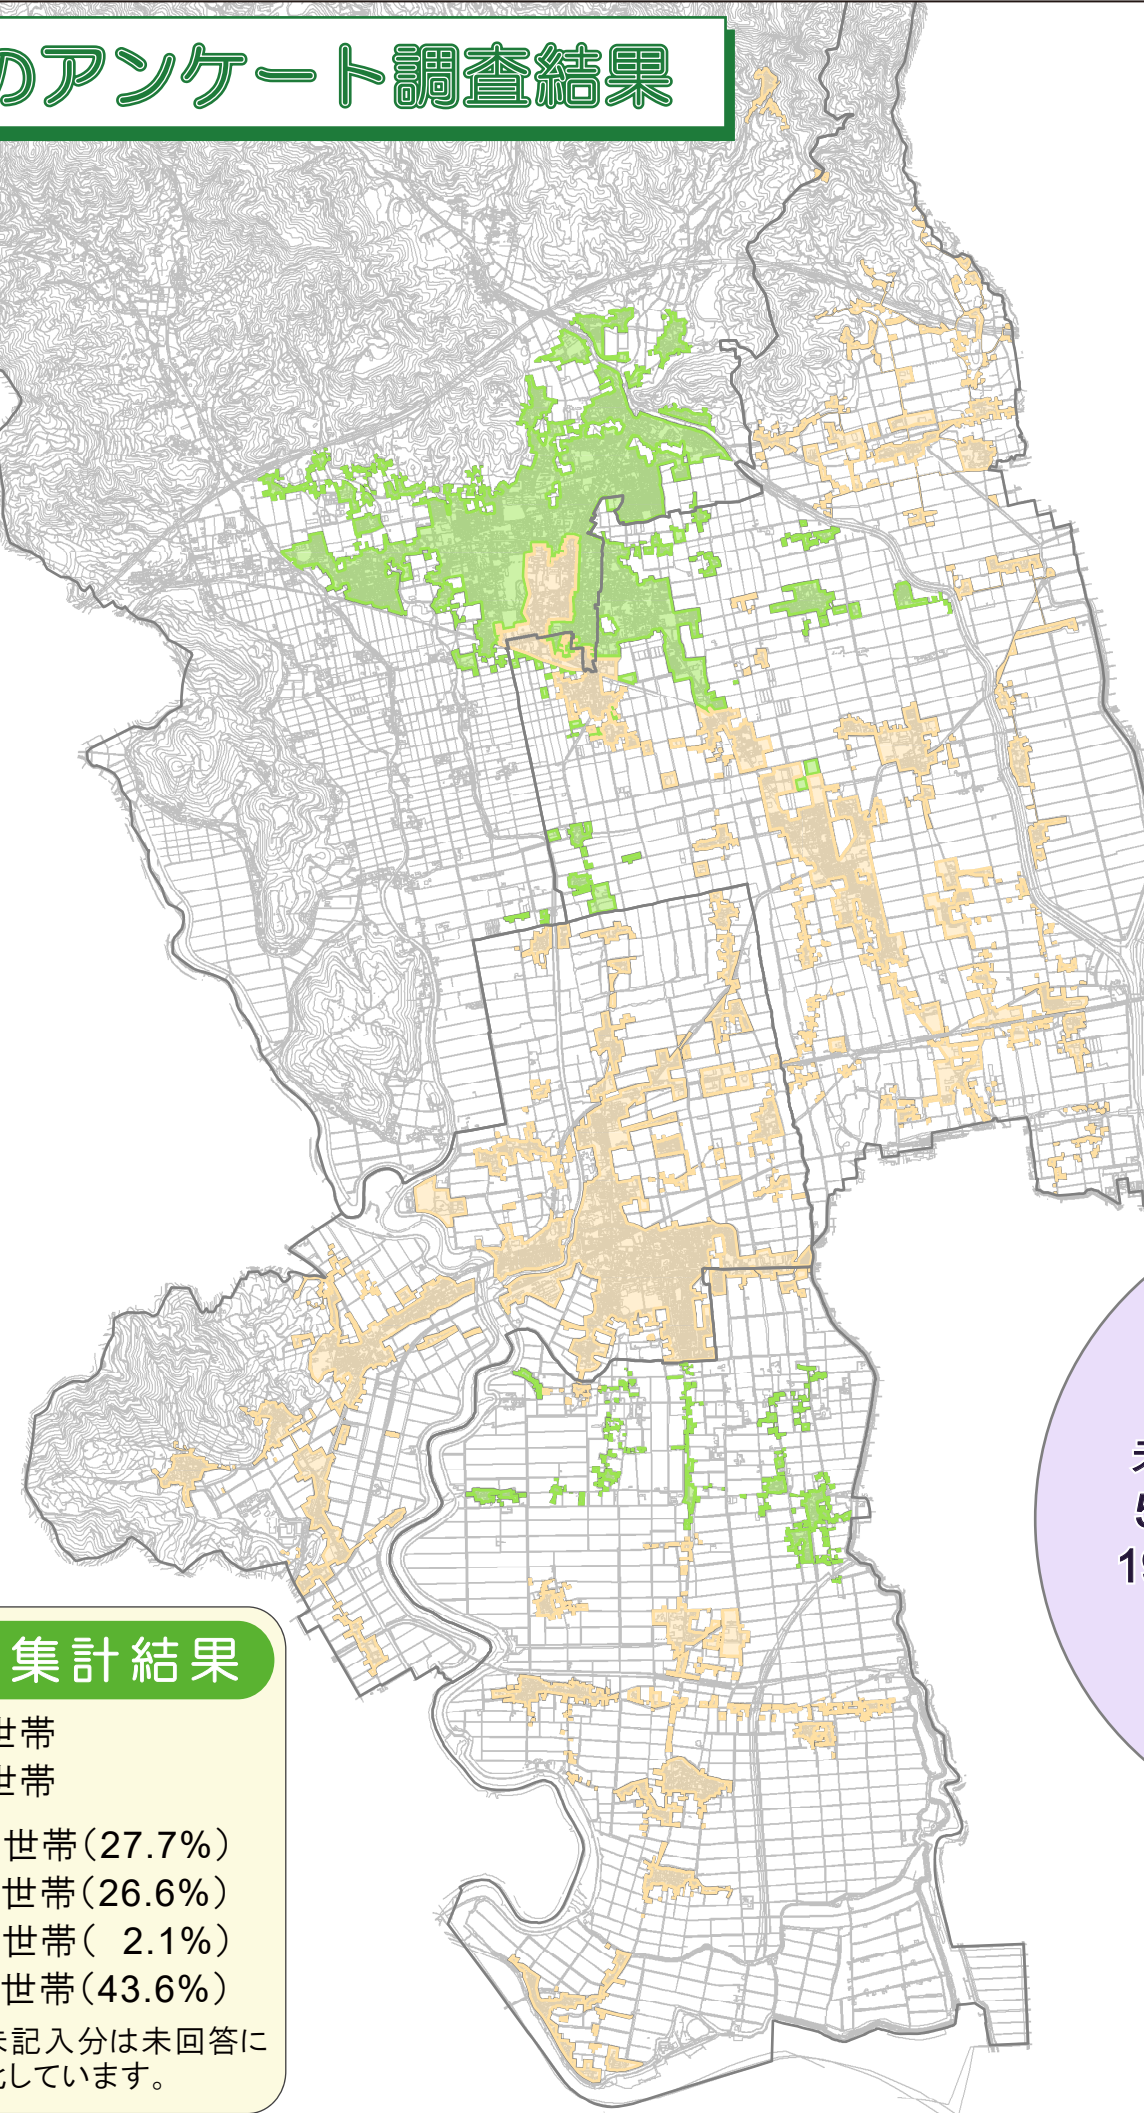 のアンケート調査結果
集計結果
世帯
世帯
世帯(27.7%)
世帯(26.6%)
世帯( 2.1%)
世帯(43.6%)
未記入分は未回答に
しています。
5
19